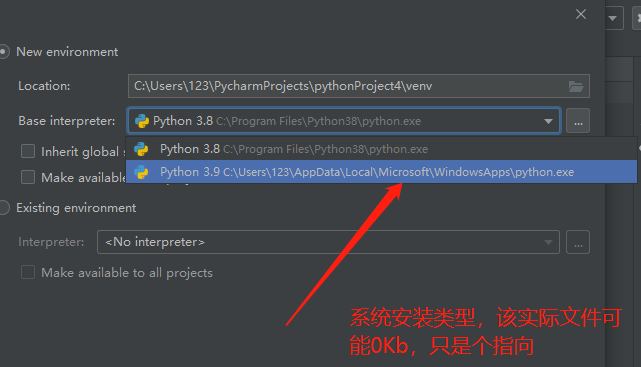 New environment
Location: C:\Users\123\PycharmProjects\pythonProject4\venv
Base interpreter: Python 3.8 C:\Program Files\Python38\python.exe ...
Inherit global s
Python 3.8 C:\Program Files\Python38\python.exe
Make available
Python 3.9 C:\Users\123\AppData\Local\Microsoft\WindowsApps\python.exe
Existing environment
Interpreter: <No interpreter> ...
Make available to all projects
系统安装类型，该实际文件可
能0Kb，只是个指向